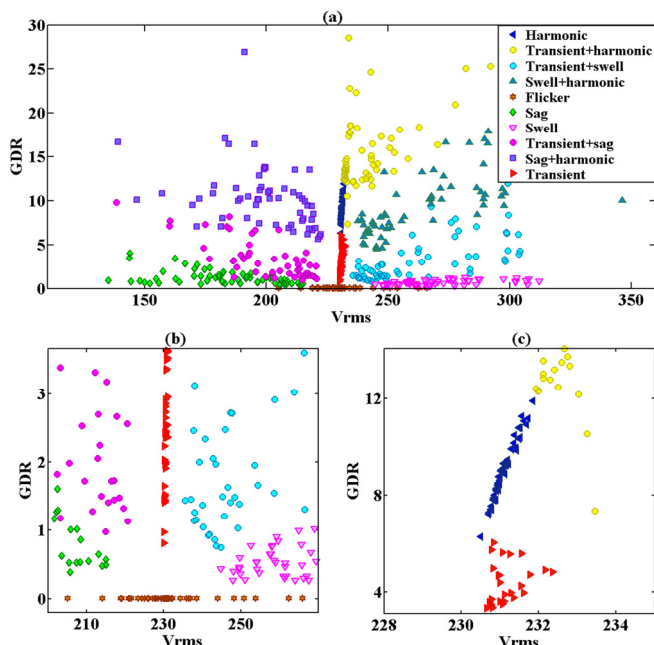 (a)
30
25
20
15
10
5
0
GDR
150 200 250 300 350
Vrms
Harmonic
Transient+harmonic
Transient+swell
Swell+harmonic
Flicker
Sag
Swell
Transient+sag
Sag+harmonic
Transient
(b)
3
2
1
0
GDR
210 230 250
Vrms
(c)
12
8
4
GDR
228 230 232 234
Vrms